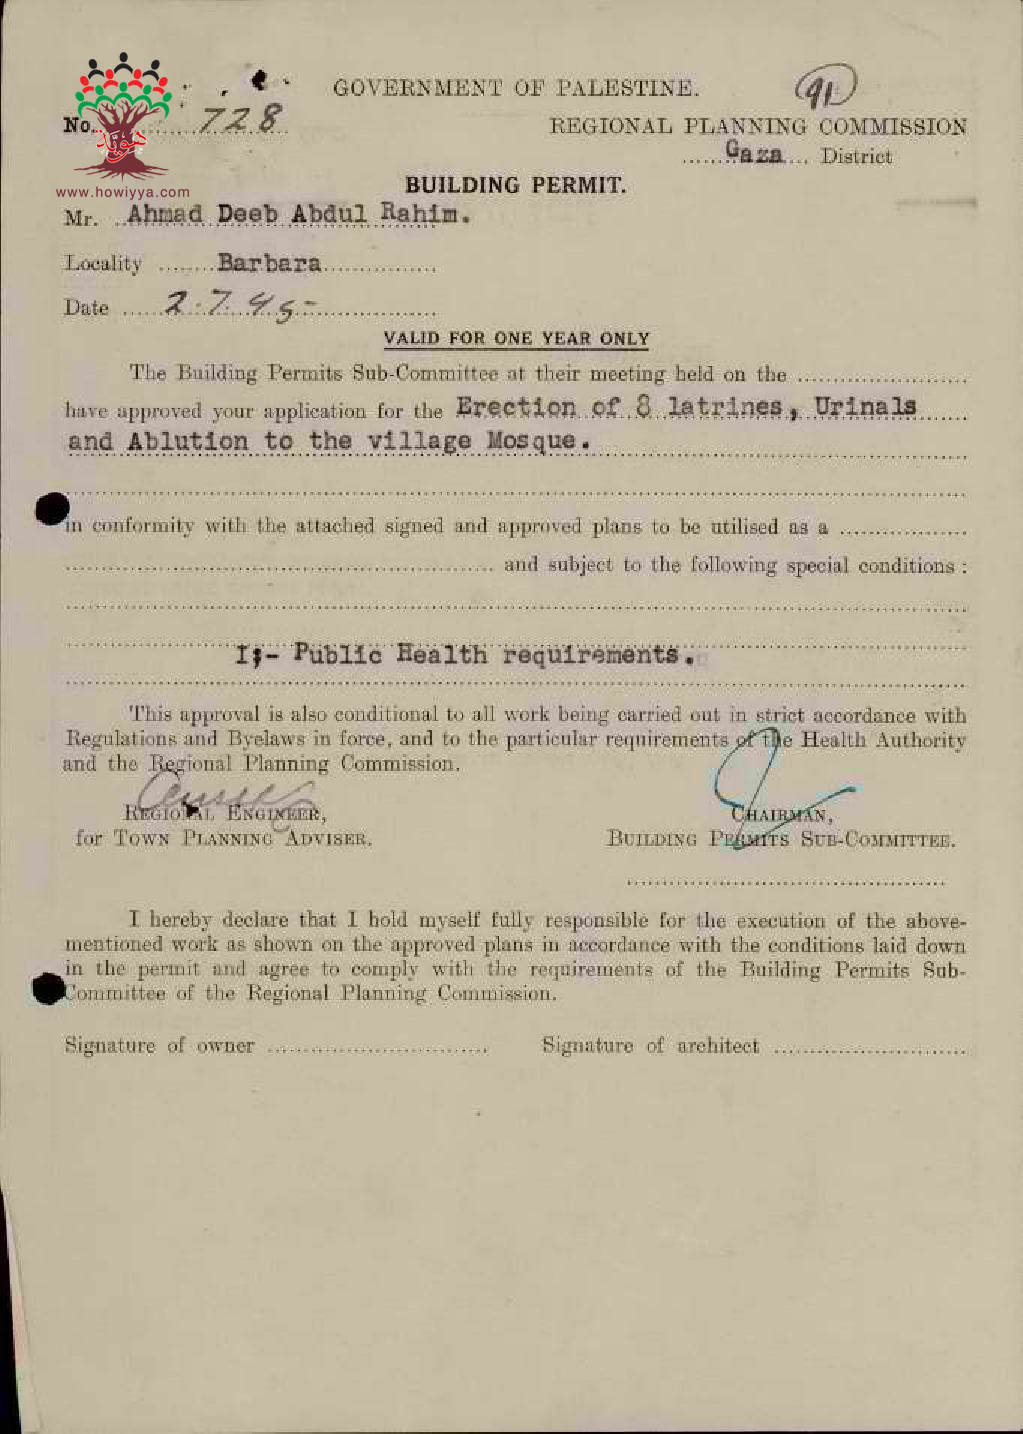 GOVERNMENT OF PALESTINE.
91
No. 728
REGIONAL PLANNING COMMISSION
Gaza District
www.howiyya.com
BUILDING PERMIT.
Mr. Ahmad Deeb Abdul Rahim.
Locality Barbara
Date 2.7.45
VALID FOR ONE YEAR ONLY
The Building Permits Sub-Committee at their meeting held on the
have approved your application for the Erection of 8 latrines, Urinals
and Ablution to the village Mosque.
in conformity with the attached signed and approved plans to be utilised as a
and subject to the following special conditions :
I;- Public Health requirements.
This approval is also conditional to all work being carried out in strict accordance with
Regulations and Byelaws in force, and to the particular requirements of the Health Authority
and the Regional Planning Commission.
REGIONAL ENGINEER,
for TOWN PLANNING ADVISER.
CHAIRMAN,
BUILDING PERMITS SUB-COMMITTEE.
I hereby declare that I hold myself fully responsible for the execution of the above-
mentioned work as shown on the approved plans in accordance with the conditions laid down
in the permit and agree to comply with the requirements of the Building Permits Sub-
Committee of the Regional Planning Commission.
Signature of owner
Signature of architect